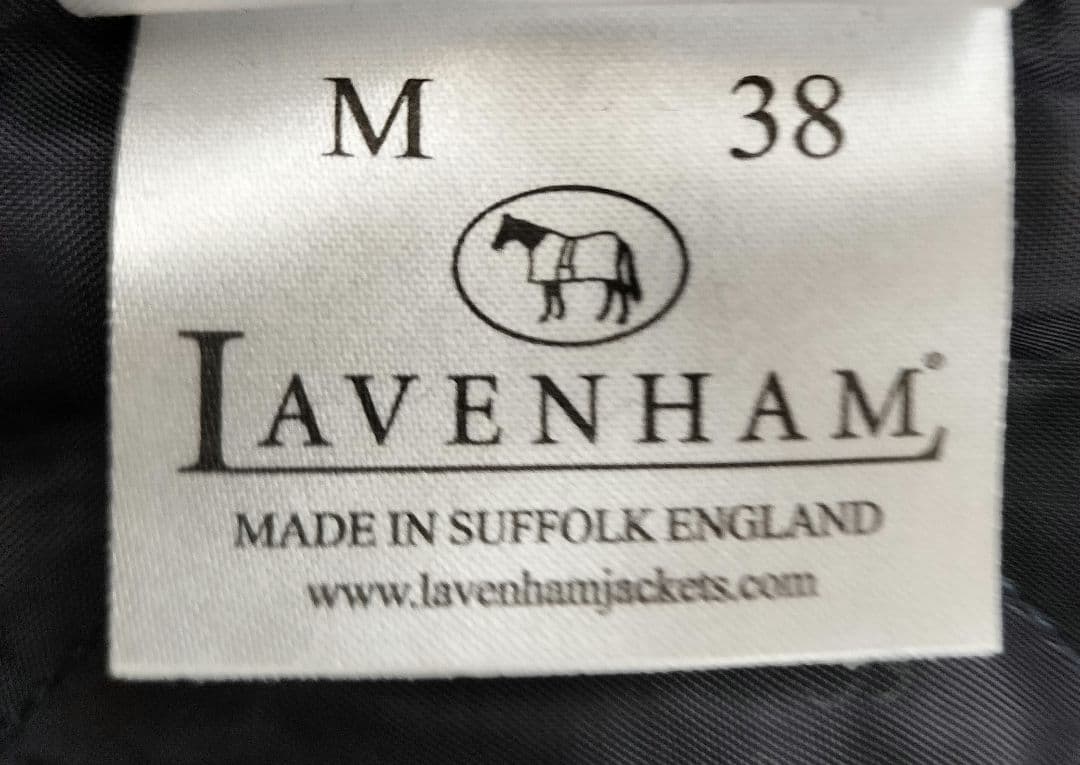 M 38
LAVENHAM®
MADE IN SUFFOLK ENGLAND
www.lavenhamjackets.com